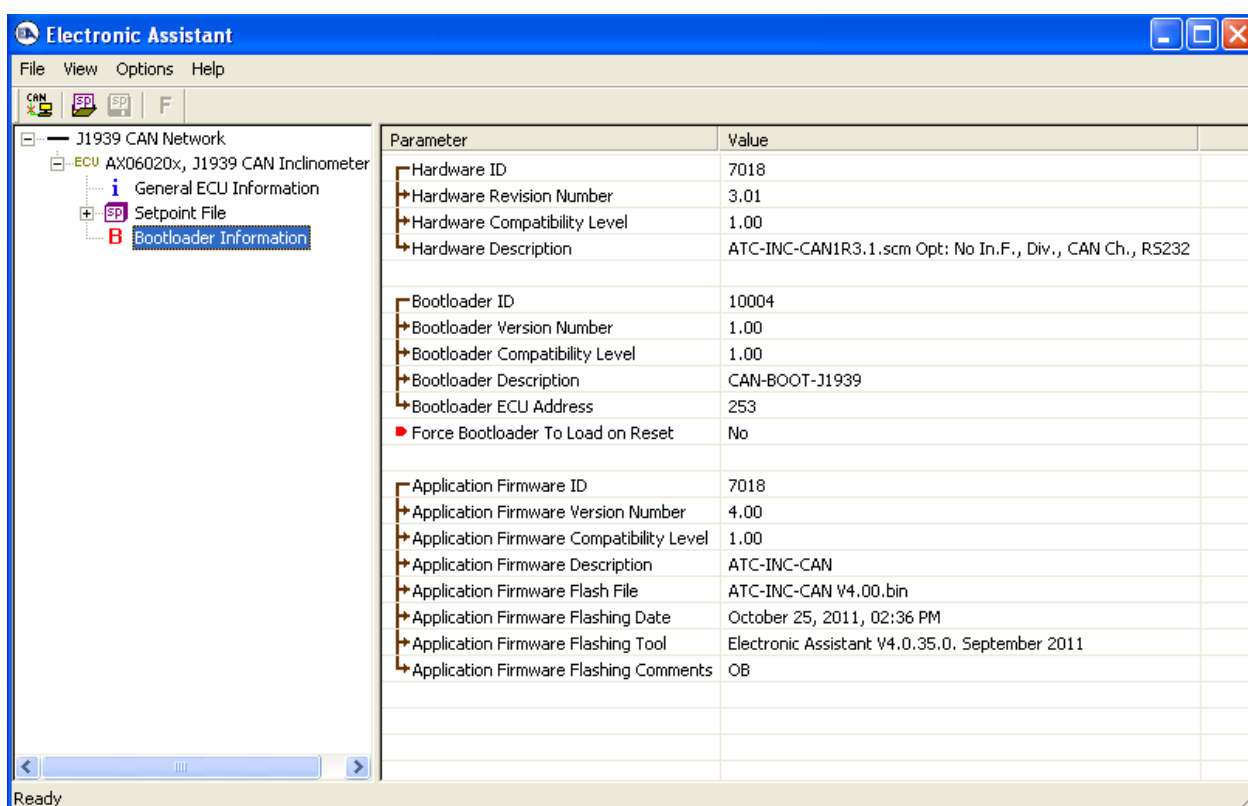 Electronic Assistant
File View Options Help
CAN SP SP F
J1939 CAN Network
ECU AX06020x, J1939 CAN Inclinometer
i General ECU Information
SP Setpoint File
B Bootloader Information
Parameter Value
Hardware ID 7018
Hardware Revision Number 3.01
Hardware Compatibility Level 1.00
Hardware Description ATC-INC-CAN1R3.1.scm Opt: No In.F., Div., CAN Ch., RS232
Bootloader ID 10004
Bootloader Version Number 1.00
Bootloader Compatibility Level 1.00
Bootloader Description CAN-BOOT-J1939
Bootloader ECU Address 253
Force Bootloader To Load on Reset No
Application Firmware ID 7018
Application Firmware Version Number 4.00
Application Firmware Compatibility Level 1.00
Application Firmware Description ATC-INC-CAN
Application Firmware Flash File ATC-INC-CAN V4.00.bin
Application Firmware Flashing Date October 25, 2011, 02:36 PM
Application Firmware Flashing Tool Electronic Assistant V4.0.35.0. September 2011
Application Firmware Flashing Comments OB
Ready